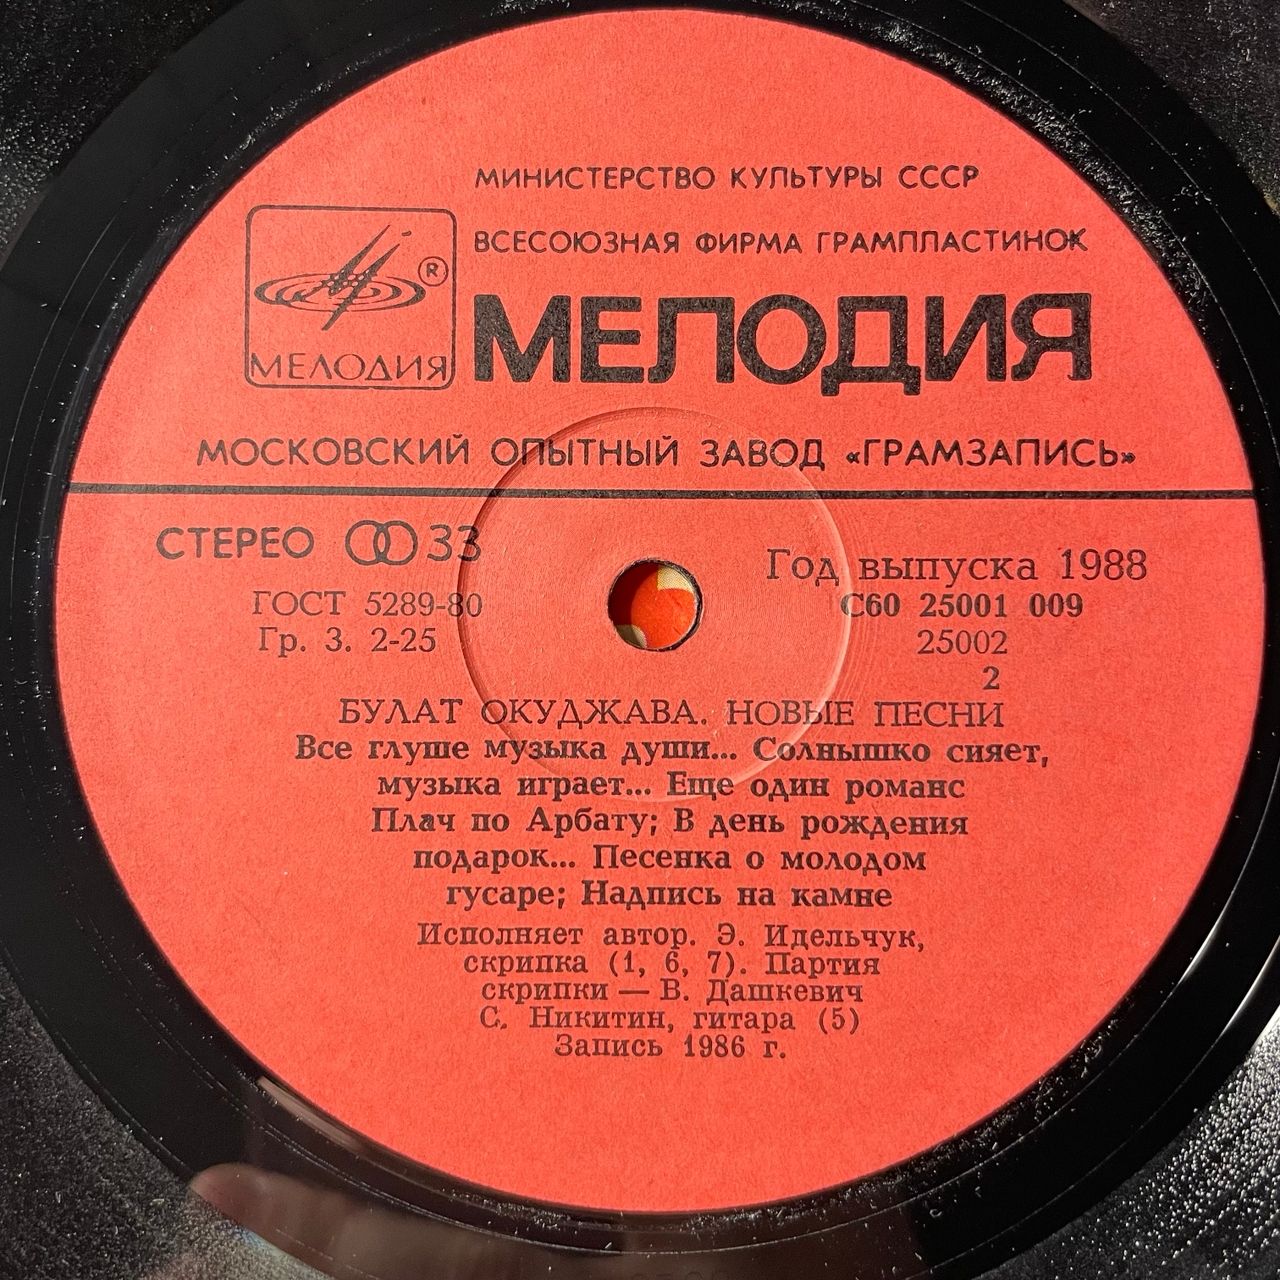 МИНИСТЕРСТВО КУЛЬТУРЫ СССР
ВСЕСОЮЗНАЯ ФИРМА ГРАМПЛАСТИНОК
®
МЕЛОДИЯ
МЕЛОДИЯ
МОСКОВСКИЙ ОПЫТНЫЙ ЗАВОД «ГРАМЗАПИСЬ»
СТЕРЕО 33
Год выпуска 1988
ГОСТ 5289-80
С60 25001 009
Гр. 3. 2-25
25002
2
БУЛАТ ОКУДЖАВА. НОВЫЕ ПЕСНИ
Все глуше музыка души... Солнышко сияет,
музыка играет... Еще один романс
Плач по Арбату; В день рождения
подарок... Песенка о молодом
гусаре; Надпись на камне
Исполняет автор. Э. Идельчук,
скрипка (1, 6, 7). Партия
скрипки — В. Дашкевич
С. Никитин, гитара (5)
Запись 1986 г.